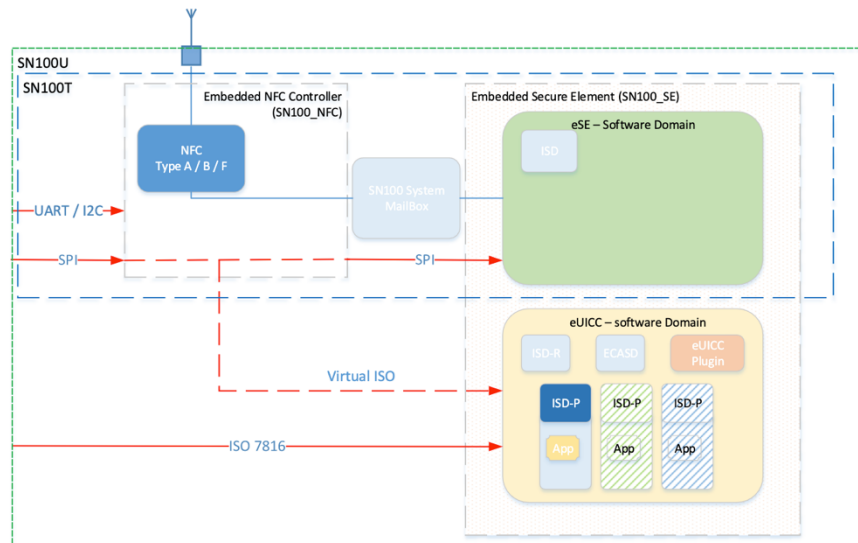 SN100U
SN100T
Embedded NFC Controller
(SN100_NFC)
Embedded Secure Element (SN100_SE)
eSE – Software Domain
NFC
Type A / B / F
ISD
SN100 System
MailBox
UART / I2C
SPI
SPI
eUICC – software Domain
ISD-R
ECASD
eUICC
Plugin
Virtual ISO
ISD-P
ISD-P
ISD-P
ISO 7816
App
App
App